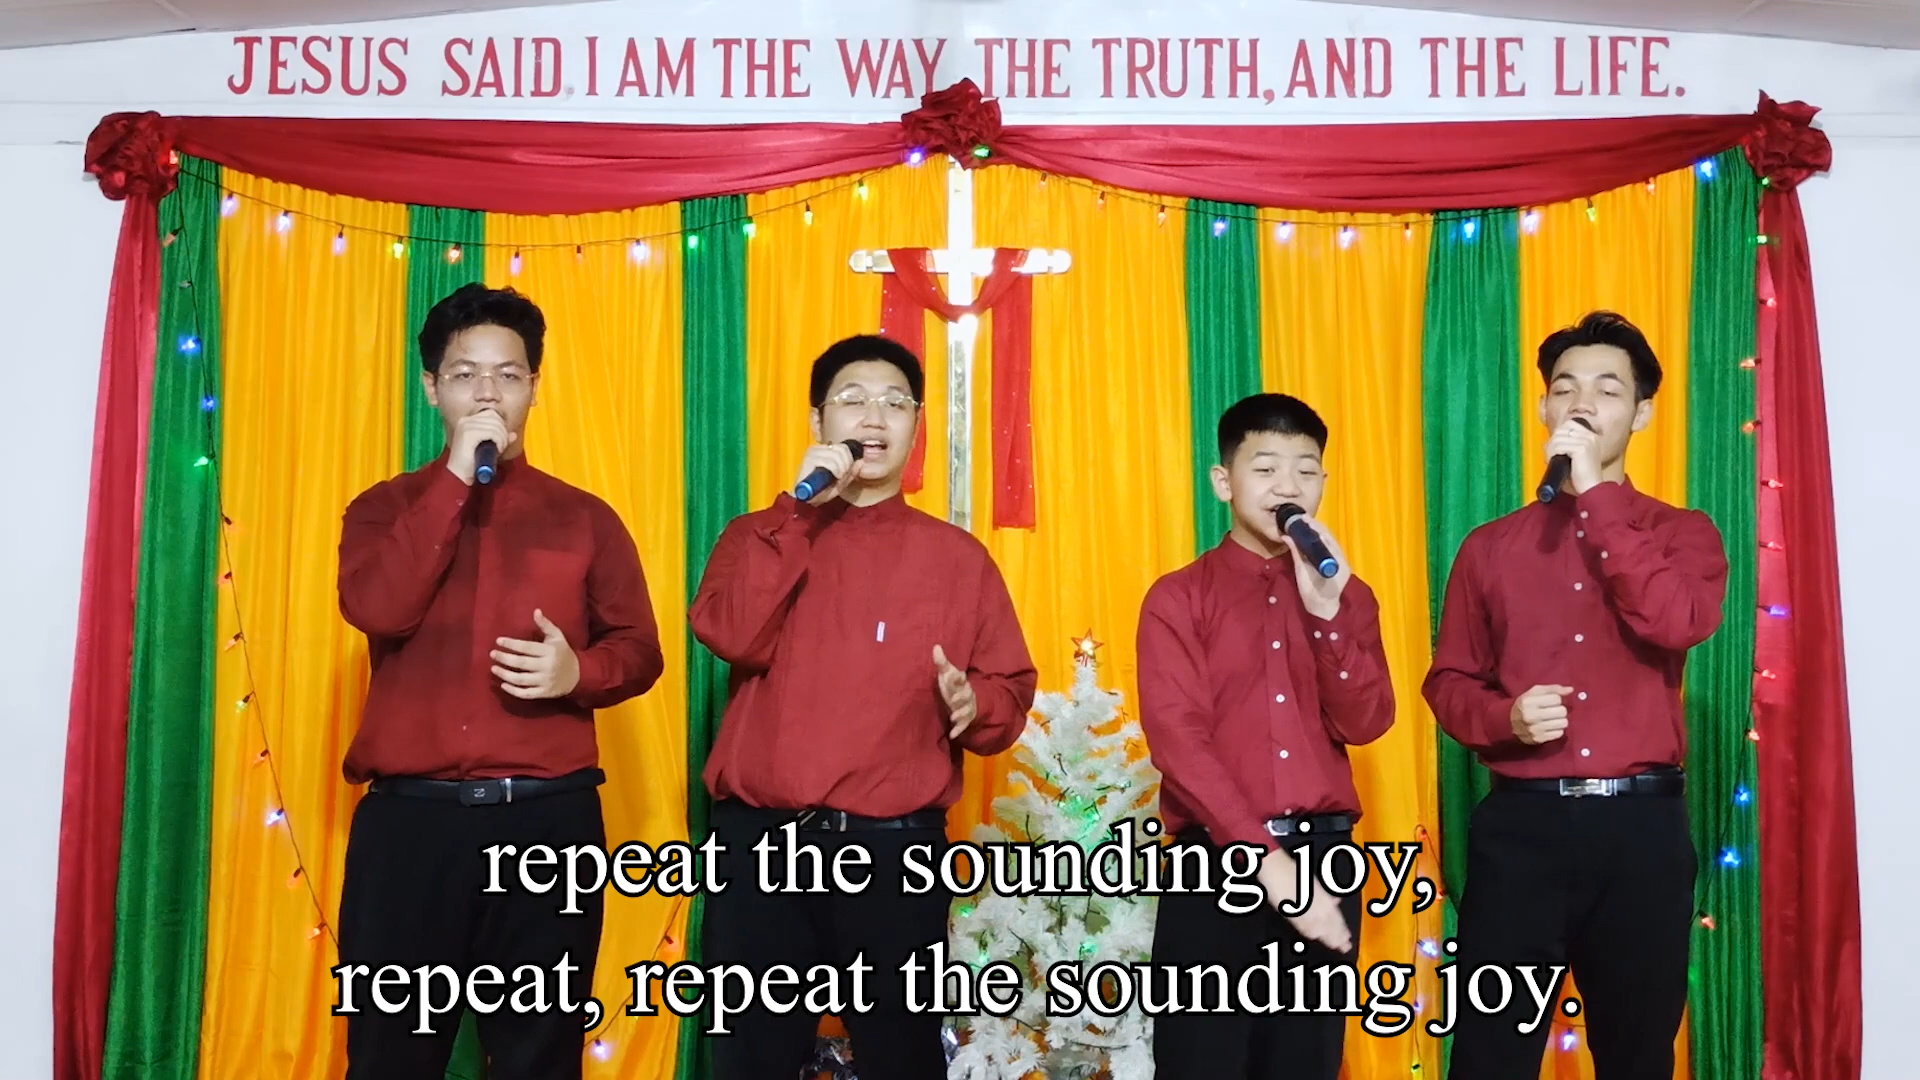 JESUS SAID, I AM THE WAY THE TRUTH, AND THE LIFE.
repeat the sounding joy,
repeat, repeat the sounding joy.